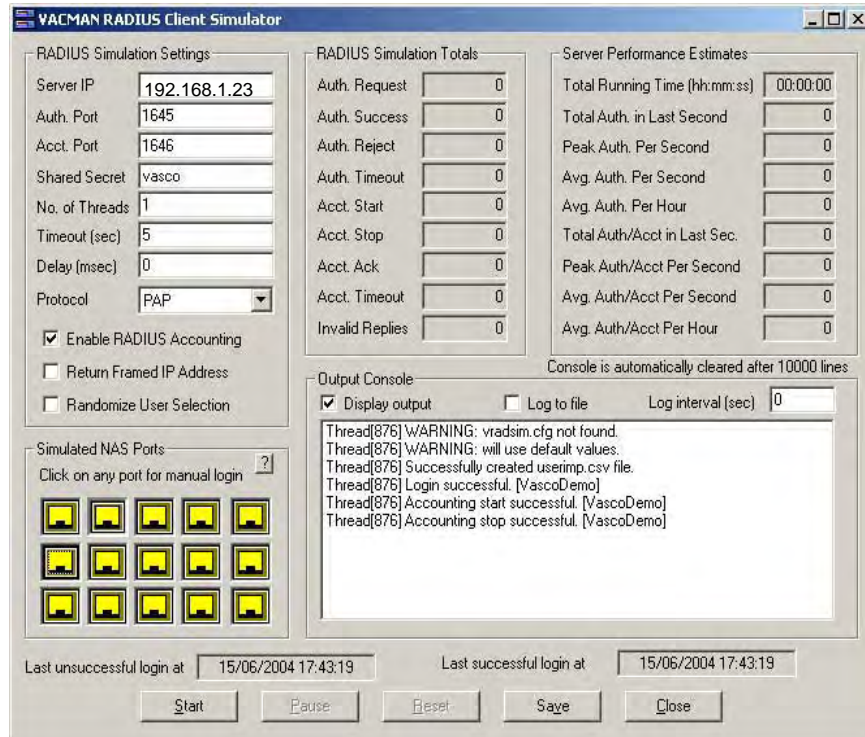 VACMAN RADIUS Client Simulator
RADIUS Simulation Settings
Server IP 192.168.1.23
Auth. Port 1645
Acct. Port 1646
Shared Secret vasco
No. of Threads 1
Timeout (sec) 5
Delay (msec) 0
Protocol PAP
Enable RADIUS Accounting
Return Framed IP Address
Randomize User Selection
RADIUS Simulation Totals
Auth. Request 0
Auth. Success 0
Auth. Reject 0
Auth. Timeout 0
Acct. Start 0
Acct. Stop 0
Acct. Ack 0
Acct. Timeout 0
Invalid Replies 0
Server Performance Estimates
Total Running Time (hh:mm:ss) 00:00:00
Total Auth. in Last Second 0
Peak Auth. Per Second 0
Avg. Auth. Per Second 0
Avg. Auth. Per Hour 0
Total Auth/Acct in Last Sec. 0
Peak Auth/Acct Per Second 0
Avg. Auth/Acct Per Second 0
Avg. Auth/Acct Per Hour 0
Console is automatically cleared after 10000 lines
Simulated NAS Ports
Click on any port for manual login ?
Output Console
Display output Log to file Log interval (sec) 0
Thread[876] WARNING: vradsim.cfg not found.
Thread[876] WARNING: will use default values.
Thread[876] Successfully created userimp.csv file.
Thread[876] Login successful. [VascoDemo]
Thread[876] Accounting start successful. [VascoDemo]
Thread[876] Accounting stop successful. [VascoDemo]
Last unsuccessful login at 15/06/2004 17:43:19 Last successful login at 15/06/2004 17:43:19
Start Pause Reset Save Close